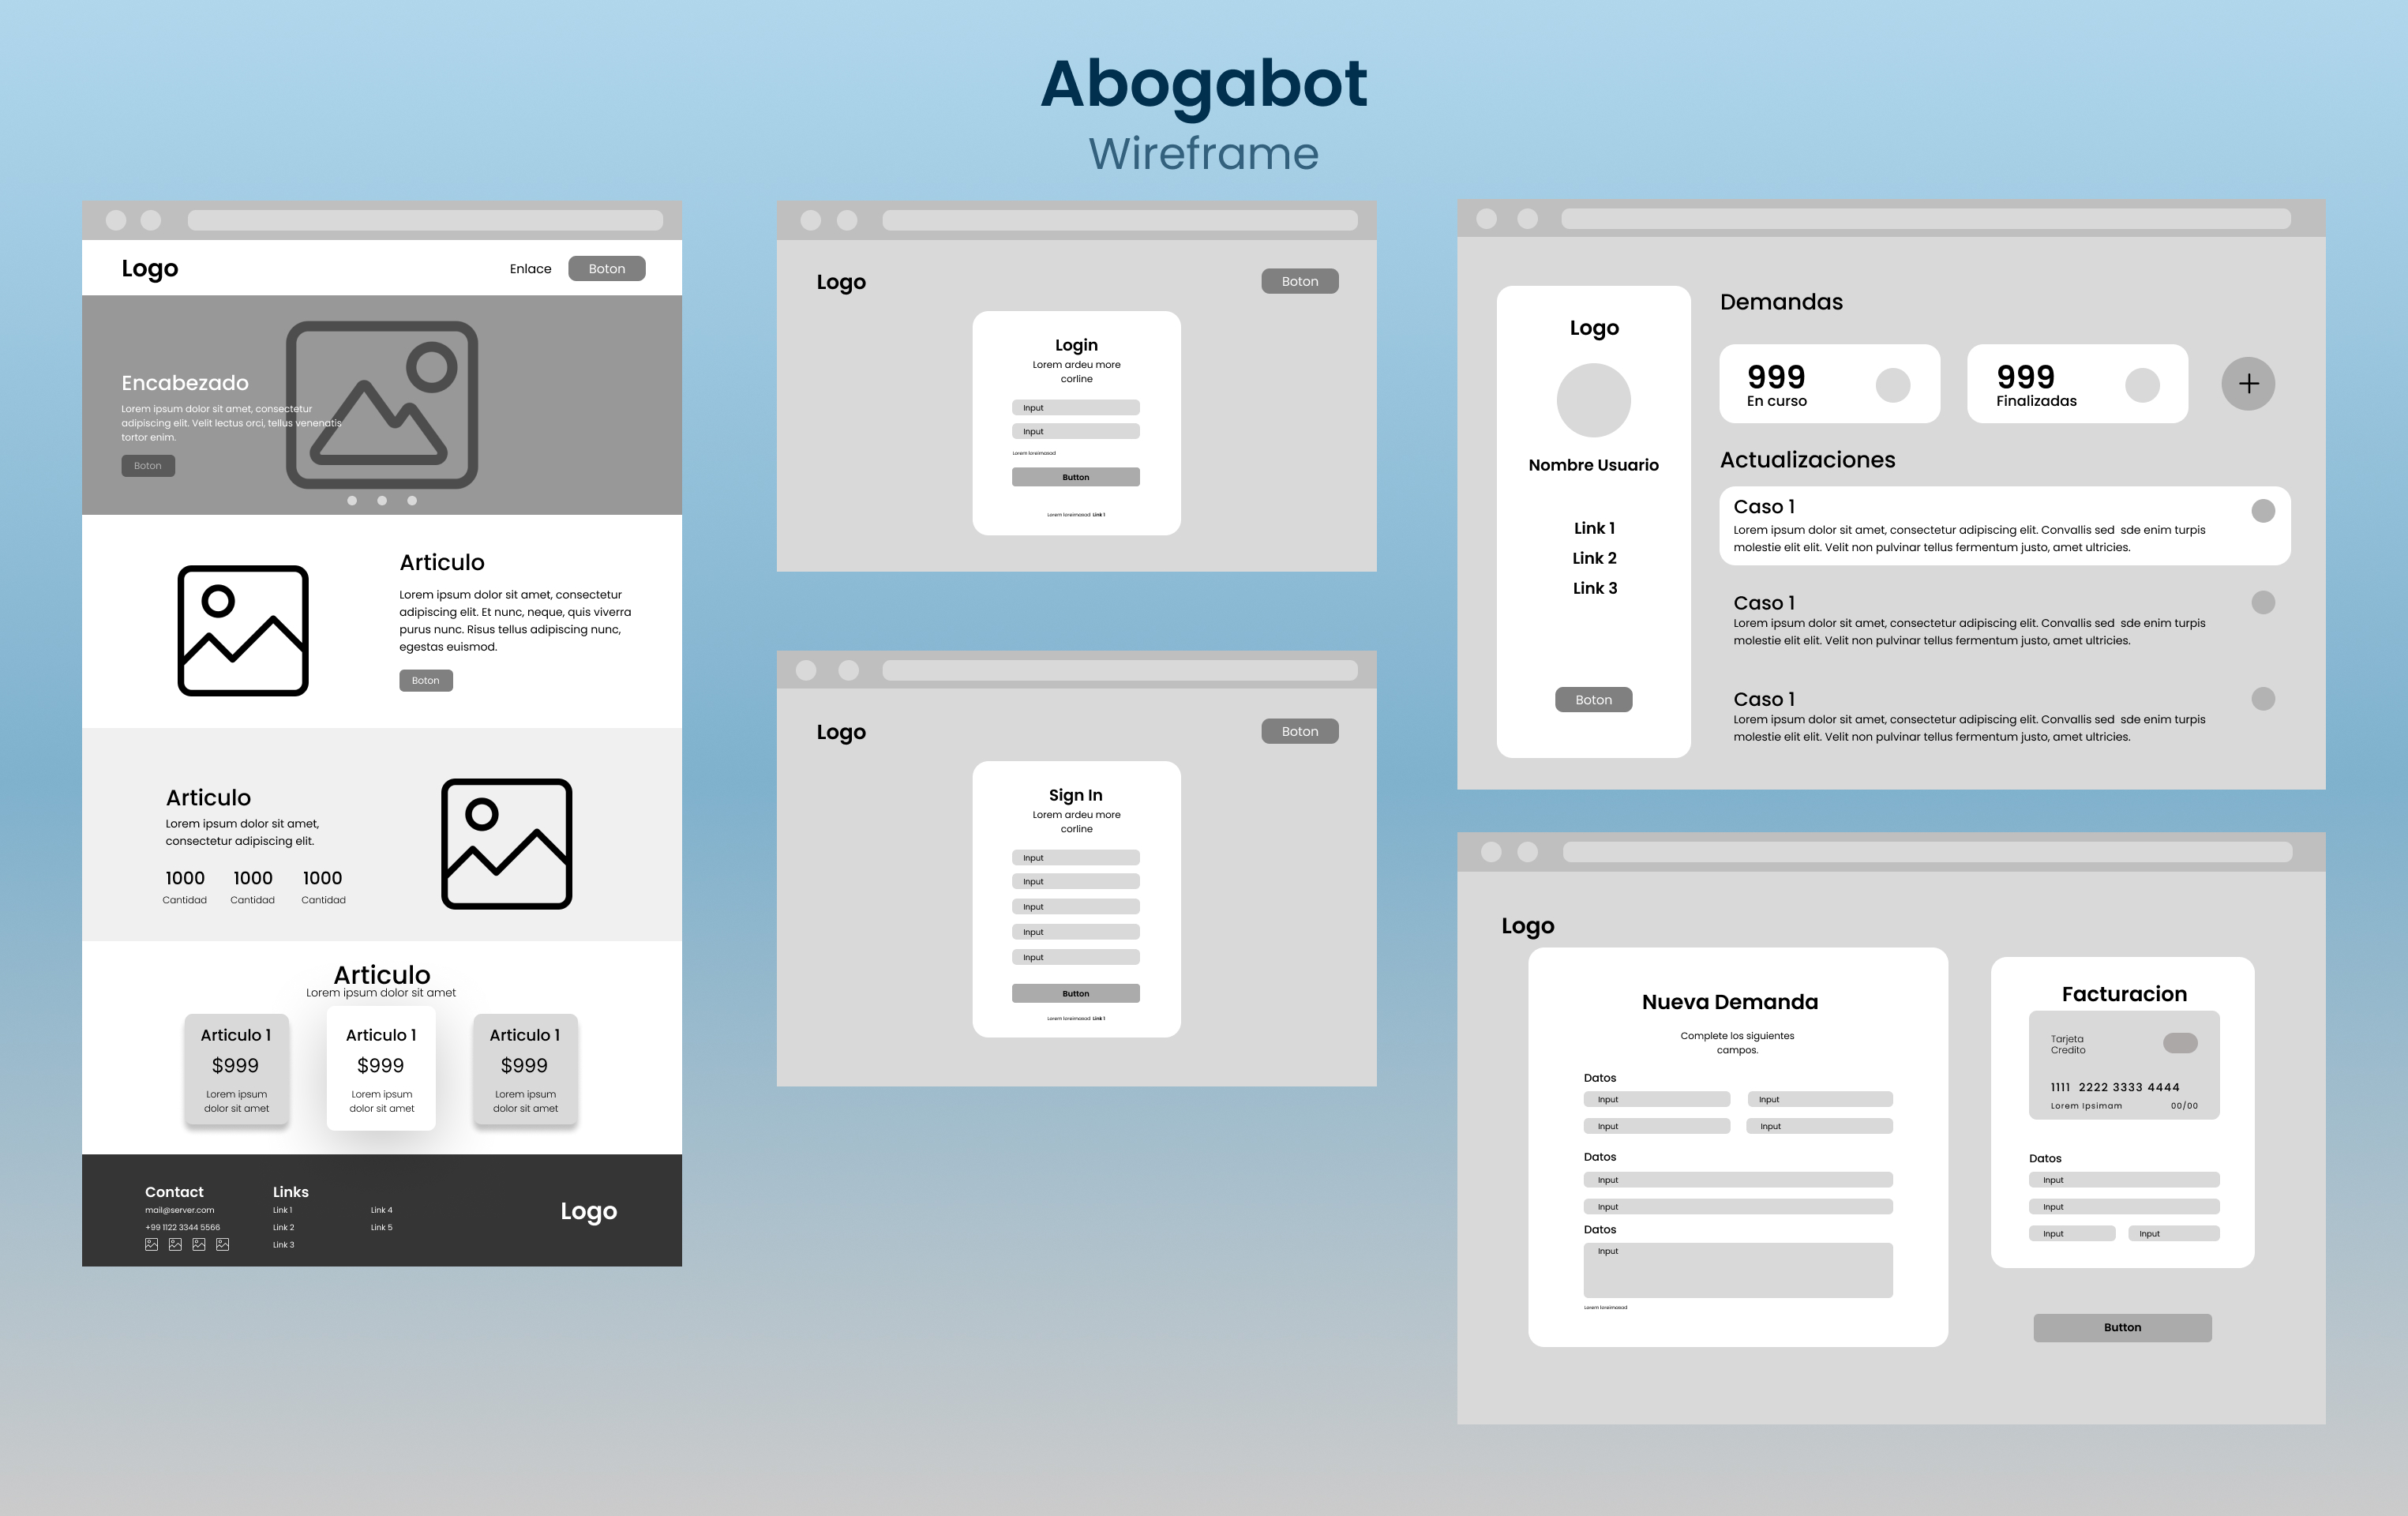 Abogabot
Wireframe
Logo
Enlace
Boton
Encabezado
Lorem ipsum dolor sit amet, consectetur
adipiscing elit. Velit lectus orci, tellus venenatis
tortor enim.
Boton
Articulo
Lorem ipsum dolor sit amet, consectetur
adipiscing elit. Et nunc, neque, quis viverra
purus nunc. Risus tellus adipiscing nunc,
egestas euismod.
Boton
Articulo
Lorem ipsum dolor sit amet,
consectetur adipiscing elit.
1000 1000 1000
Cantidad Cantidad Cantidad
Articulo
Lorem ipsum dolor sit amet
Articulo 1
$999
Lorem ipsum
dolor sit amet
Articulo 1
$999
Lorem ipsum
dolor sit amet
Articulo 1
$999
Lorem ipsum
dolor sit amet
Contact
mail@server.com
+99 1122 3344 5566
Links
Link 1
Link 2
Link 3
Link 4
Link 5
Logo
Logo
Boton
Login
Lorem ardeu more
corline
Input
Input
Lorem loreimasad
Button
Lorem loreimasad Link 1
Logo
Boton
Sign In
Lorem ardeu more
corline
Input
Input
Input
Input
Input
Button
Lorem loreimasad Link 1
Logo
Nombre Usuario
Link 1
Link 2
Link 3
Boton
Demandas
999
En curso
999
Finalizadas
Actualizaciones
Caso 1
Lorem ipsum dolor sit amet, consectetur adipiscing elit. Convallis sed sde enim turpis
molestie elit elit. Velit non pulvinar tellus fermentum justo, amet ultricies.
Caso 1
Lorem ipsum dolor sit amet, consectetur adipiscing elit. Convallis sed sde enim turpis
molestie elit elit. Velit non pulvinar tellus fermentum justo, amet ultricies.
Caso 1
Lorem ipsum dolor sit amet, consectetur adipiscing elit. Convallis sed sde enim turpis
molestie elit elit. Velit non pulvinar tellus fermentum justo, amet ultricies.
Logo
Nueva Demanda
Complete los siguientes
campos.
Datos
Input Input
Input Input
Datos
Input
Input
Datos
Input
Lorem loreimasad
Facturacion
Tarjeta
Credito
1111 2222 3333 4444
Lorem Ipsimam 00/00
Datos
Input
Input
Input Input
Button